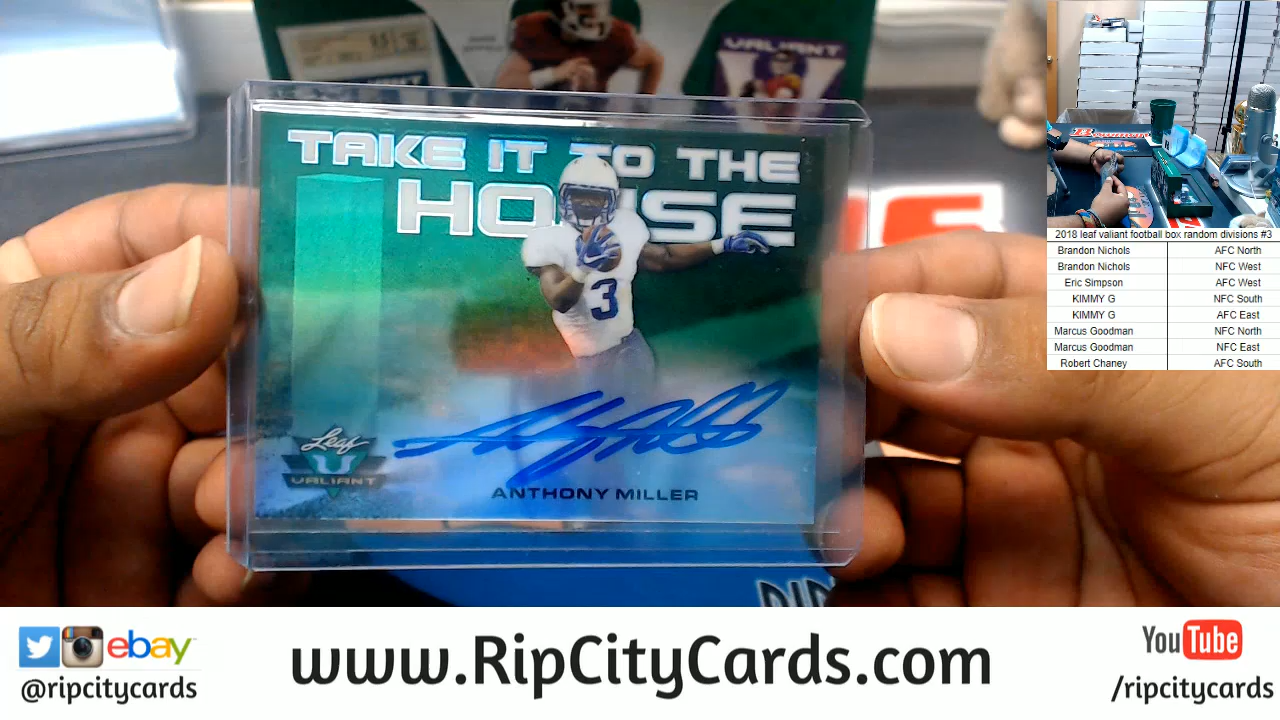 VALIANT
TAKE IT TO THE
HOUSE
3
Leaf
VALIANT
ANTHONY MILLER
2018 leaf valiant football box random divisions #3
Brandon Nichols AFC North
Brandon Nichols NFC West
Eric Simpson AFC West
KIMMY G NFC South
KIMMY G AFC East
Marcus Goodman NFC North
Marcus Goodman NFC East
Robert Chaney AFC South
ebay
@ripcitycards
www.RipCityCards.com
YouTube
/ripcitycards